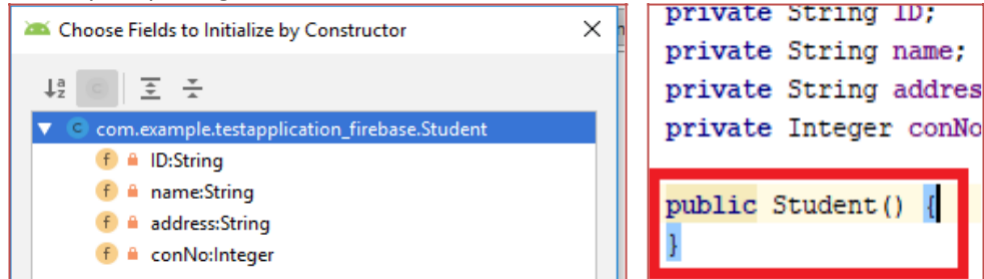 Choose Fields to Initialize by Constructor
com.example.testapplication_firebase.Student
ID:String
name:String
address:String
conNo:Integer
private String ID;
private String name;
private String addres
private Integer conNo
public Student() {
}